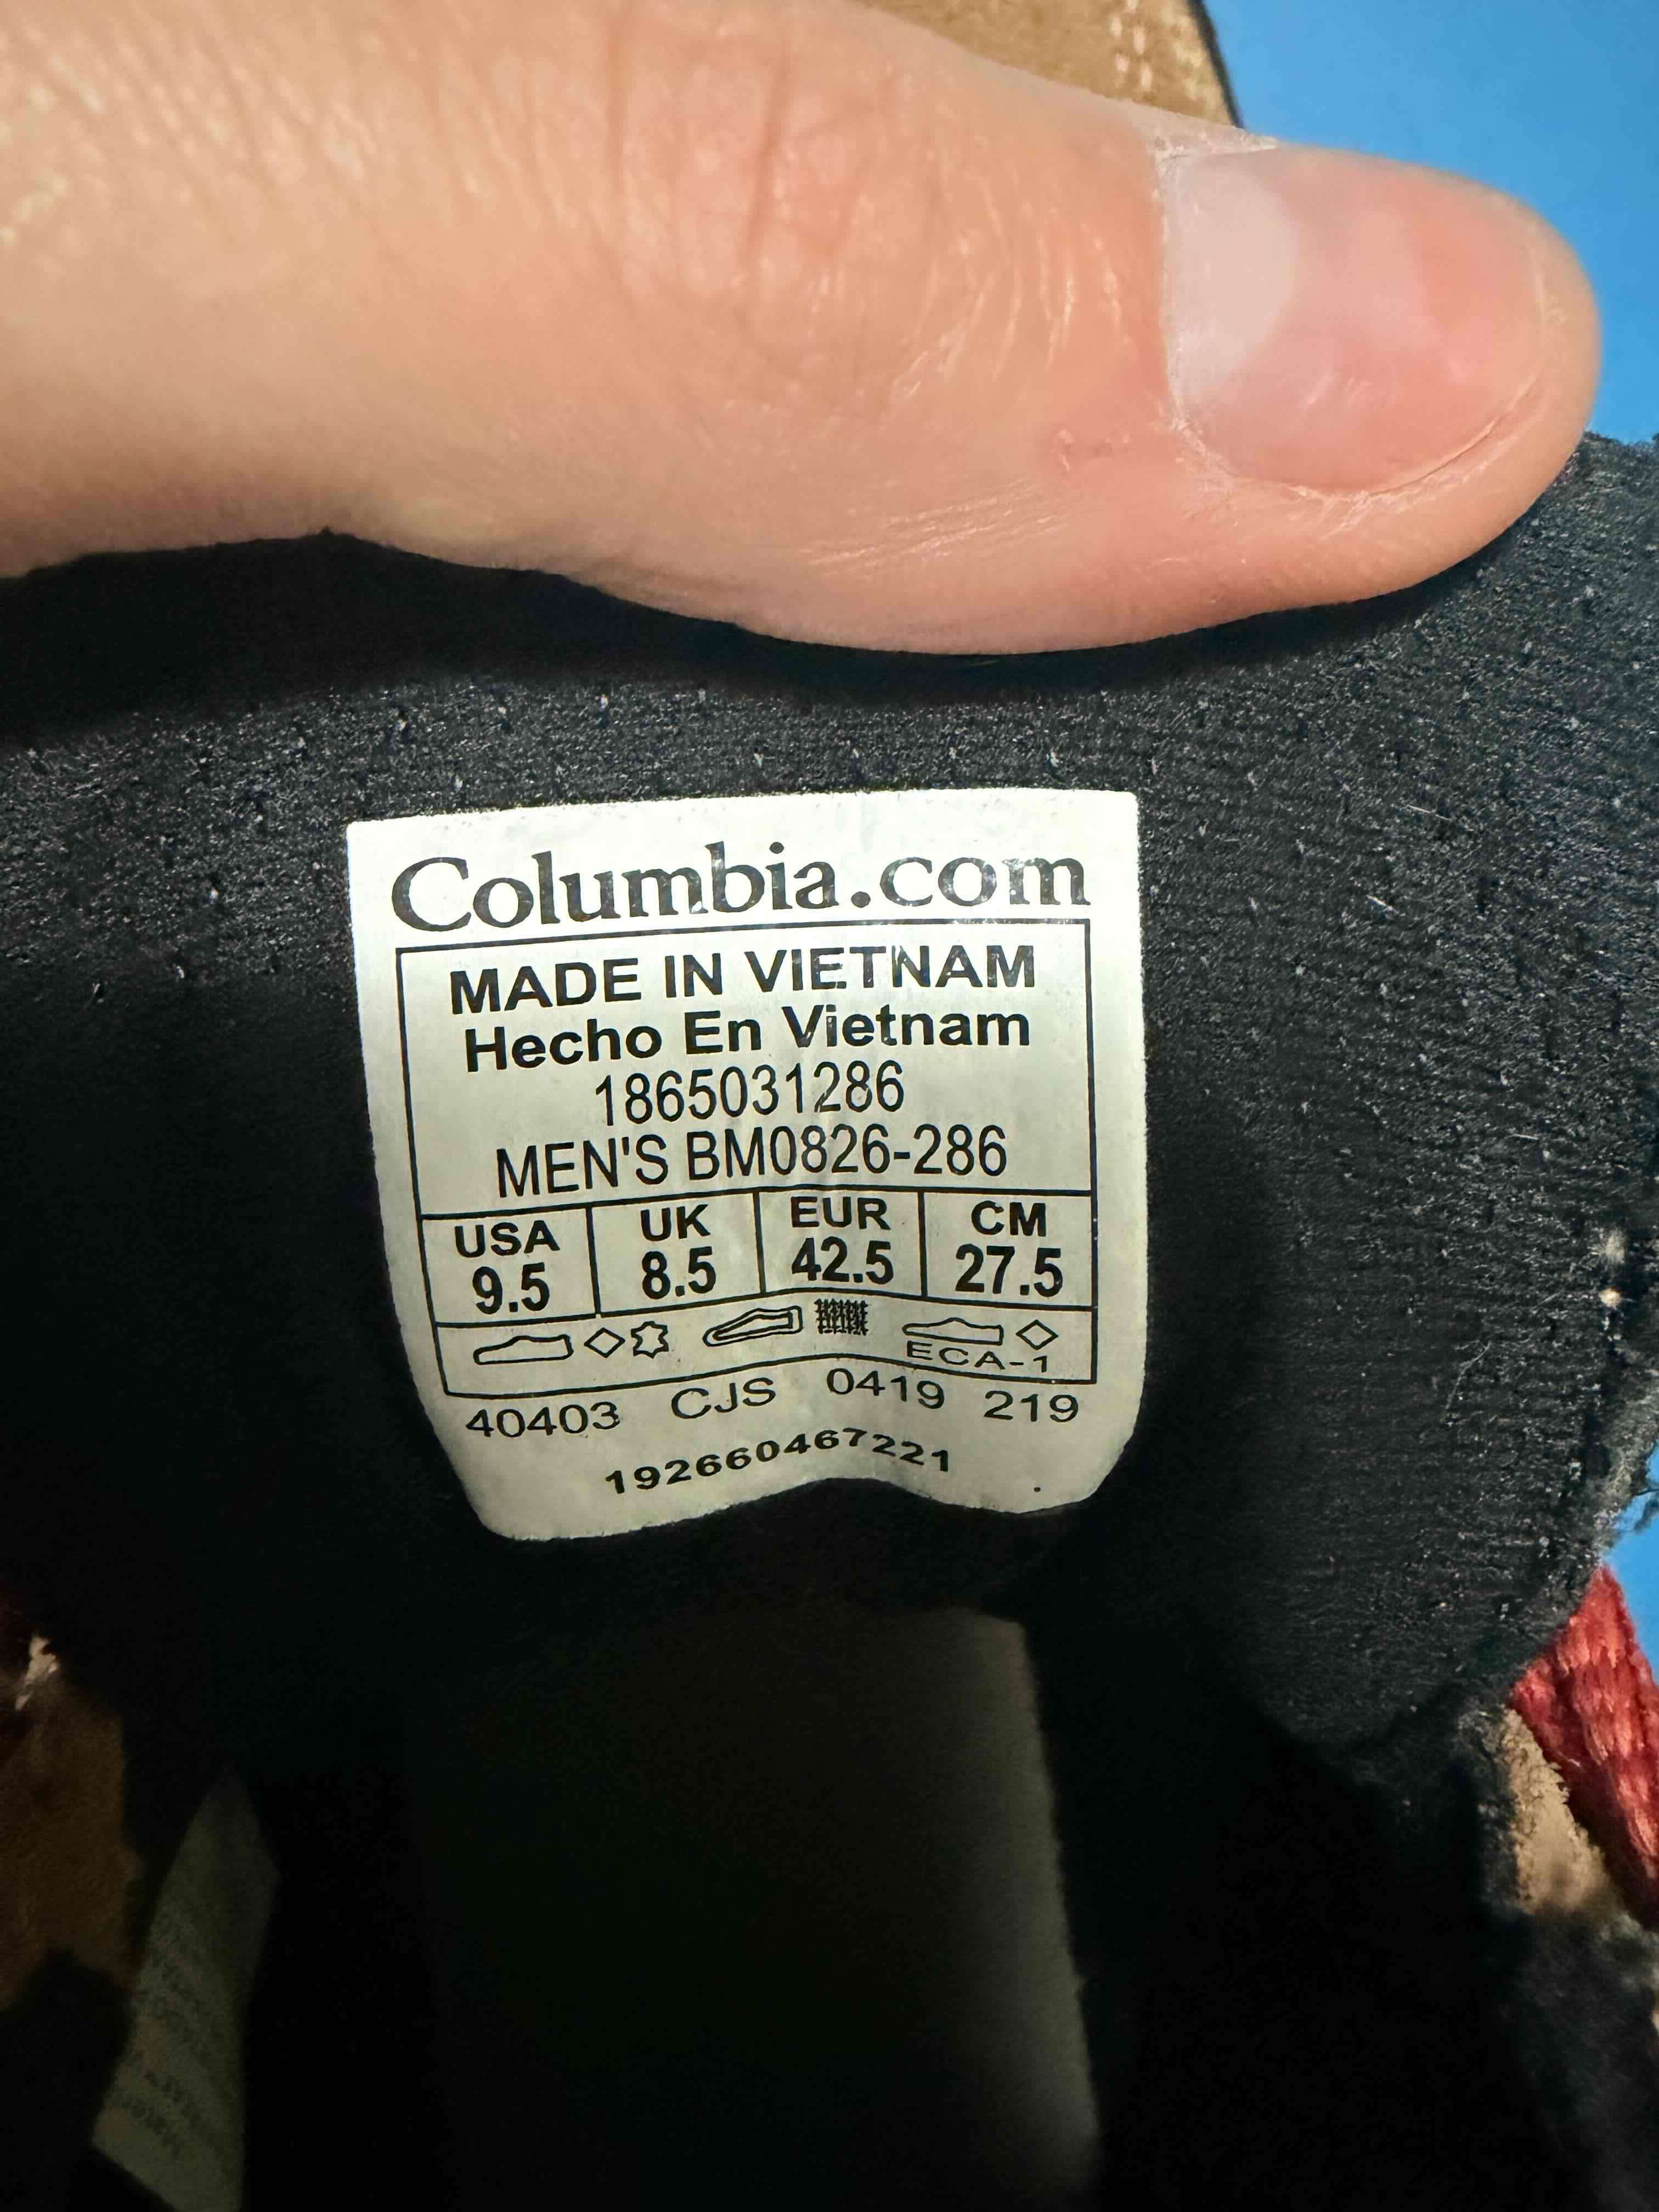 Columbia.com
MADE IN VIETNAM
Hecho En Vietnam
1865031286
MEN'S BM0826-286
USA UK EUR CM
9.5 8.5 42.5 27.5
ECA-1
40403 CJS 0419 219
192660467221